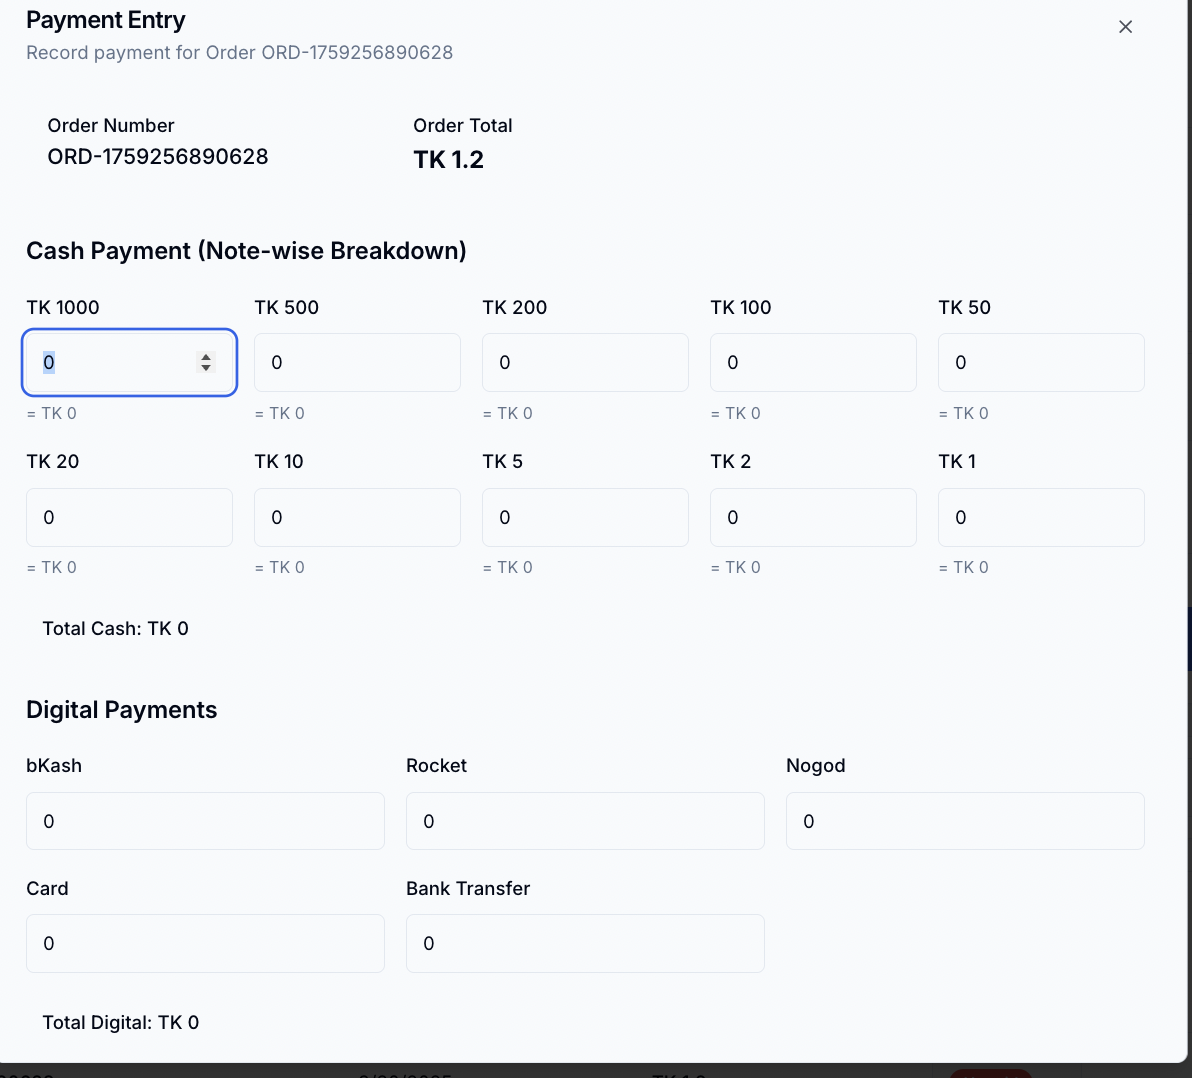 Payment Entry
Record payment for Order ORD-1759256890628
Order Number
Order Total
ORD-1759256890628
TK 1.2
Cash Payment (Note-wise Breakdown)
TK 1000 TK 500 TK 200 TK 100 TK 50
0 0 0 0 0
= TK 0 = TK 0 = TK 0 = TK 0 = TK 0
TK 20 TK 10 TK 5 TK 2 TK 1
0 0 0 0 0
= TK 0 = TK 0 = TK 0 = TK 0 = TK 0
Total Cash: TK 0
Digital Payments
bKash Rocket Nogod
0 0 0
Card Bank Transfer
0 0
Total Digital: TK 0